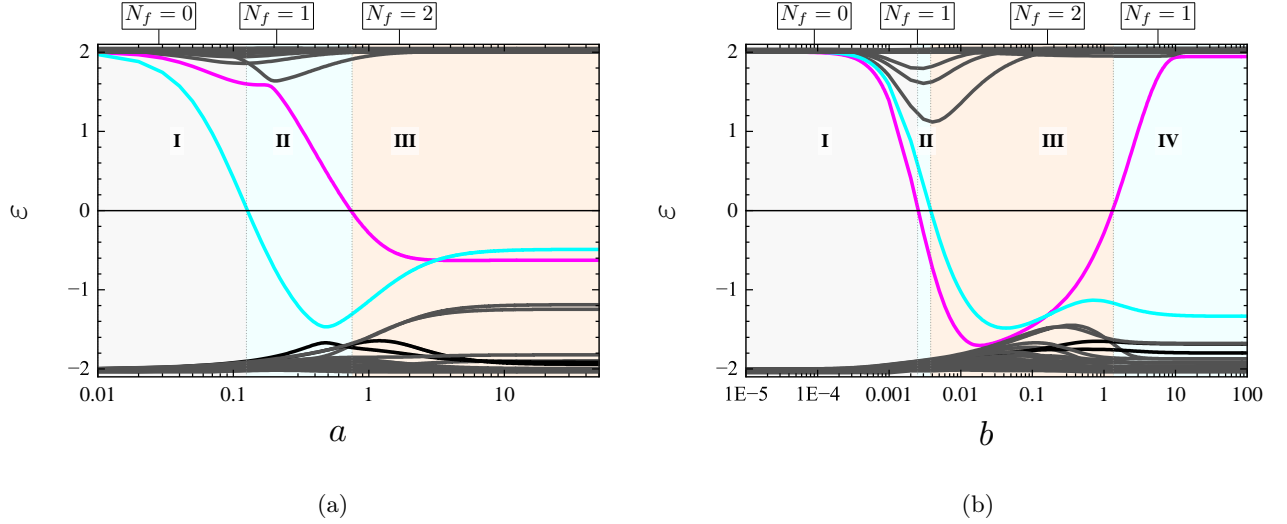 N_f = 0 N_f = 1 N_f = 2
2
1
0
−1
−2
ε
I II III
0.01 0.1 1 10
a
(a)
N_f = 0 N_f = 1 N_f = 2 N_f = 1
2
1
0
−1
−2
ε
I II III IV
1E−5 1E−4 0.001 0.01 0.1 1 10 100
b
(b)